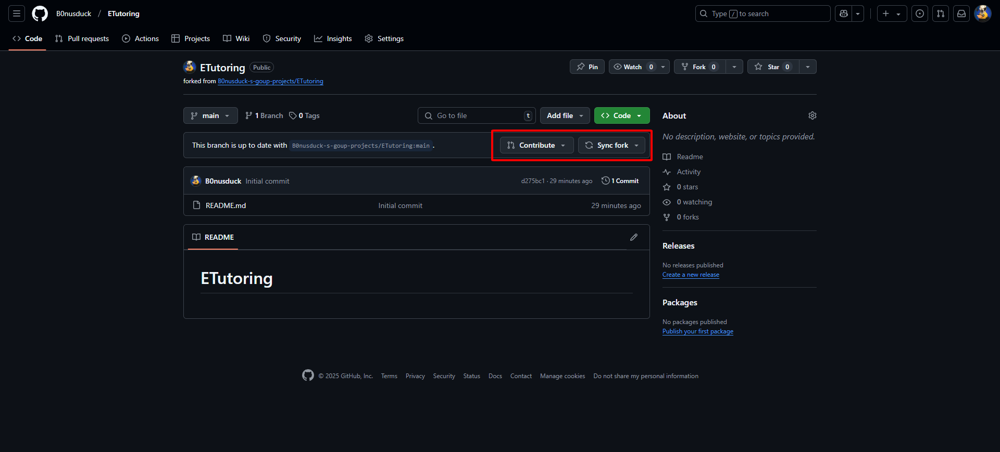 B0nusduck / ETutoring
Type / to search
Code Pull requests Actions Projects Wiki Security Insights Settings
ETutoring Public
Pin Watch 0 Fork 0 Star 0
forked from B0nusduck-s-goup-projects/ETutoring
main 1 Branch 0 Tags Go to file t Add file Code
This branch is up to date with B0nusduck-s-goup-projects/ETutoring:main .
Contribute Sync fork
B0nusduck Initial commit d275bc1 · 29 minutes ago 1 Commit
README.md Initial commit 29 minutes ago
README
ETutoring
About
No description, website, or topics provided.
Readme
Activity
0 stars
0 watching
0 forks
Releases
No releases published
Create a new release
Packages
No packages published
Publish your first package
© 2025 GitHub, Inc. Terms Privacy Security Status Docs Contact Manage cookies Do not share my personal information